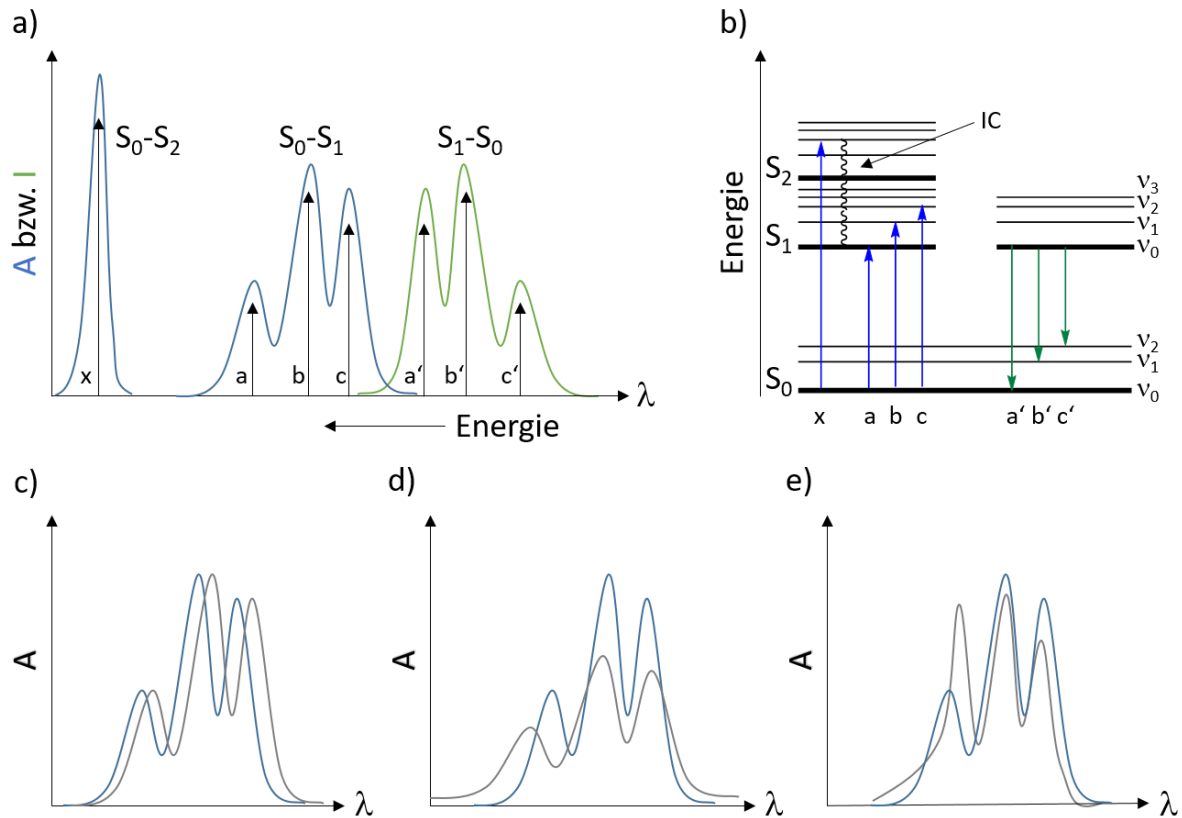 a)
A bzw. I
S₀-S₂
S₀-S₁
S₁-S₀
x
a
b
c
a‘
b‘
c‘
λ
Energie
b)
Energie
IC
S₂
S₁
S₀
ν₃
ν₂
ν₁
ν₀
ν₂
ν₁
ν₀
x a b c a‘ b‘ c‘
c)
A
λ
d)
A
λ
e)
A
λ